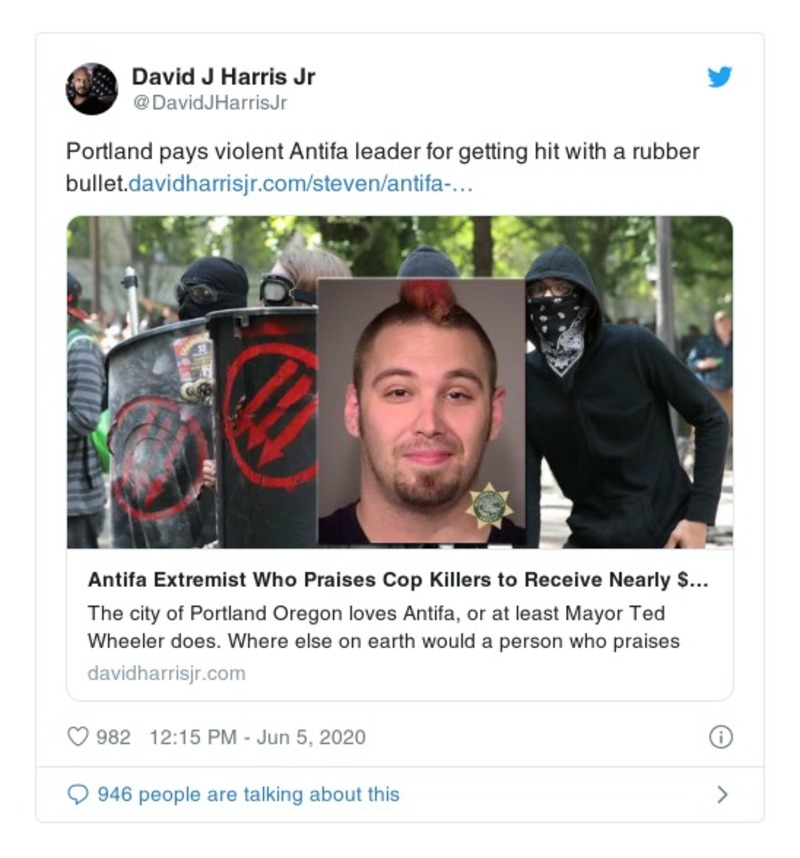 David J Harris Jr
@DavidJHarrisJr
Portland pays violent Antifa leader for getting hit with a rubber
bullet.davidharrisjr.com/steven/antifa-…
Antifa Extremist Who Praises Cop Killers to Receive Nearly $...
The city of Portland Oregon loves Antifa, or at least Mayor Ted
Wheeler does. Where else on earth would a person who praises
davidharrisjr.com
982 12:15 PM - Jun 5, 2020
946 people are talking about this